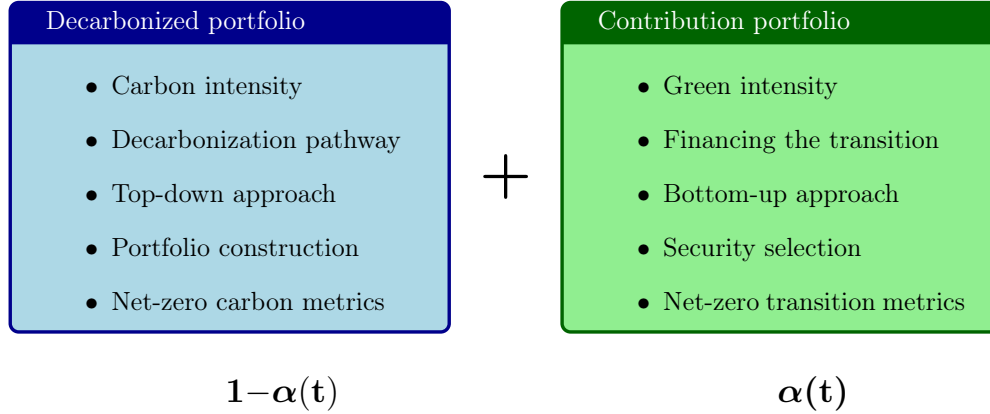 Decarbonized portfolio
• Carbon intensity
• Decarbonization pathway
• Top-down approach
• Portfolio construction
• Net-zero carbon metrics
+
Contribution portfolio
• Green intensity
• Financing the transition
• Bottom-up approach
• Security selection
• Net-zero transition metrics
1−α(t)
α(t)